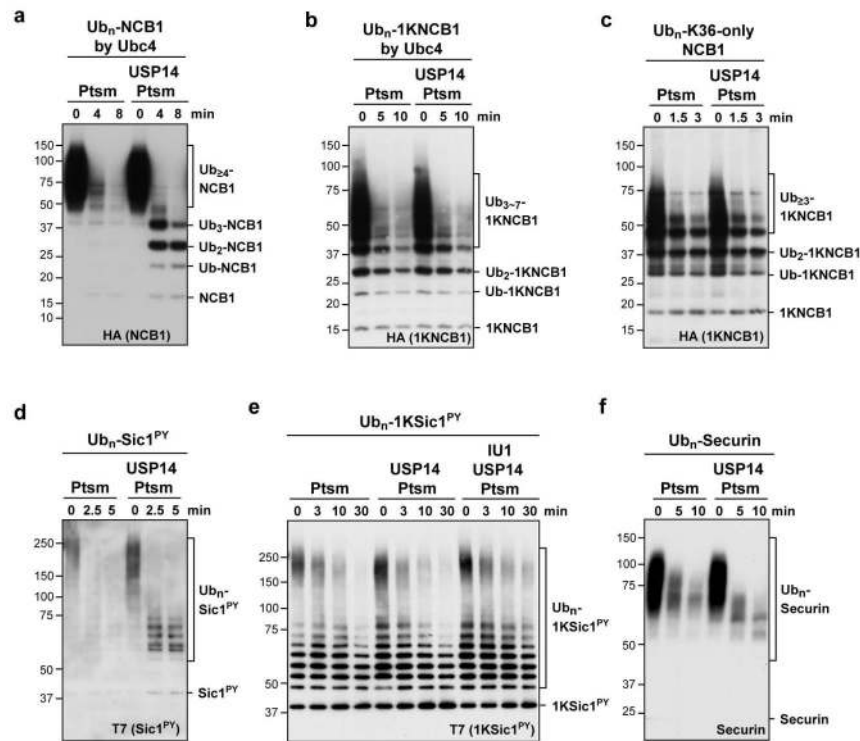 a
Ubn-NCB1
by Ubc4
USP14
Ptsm Ptsm
0 4 8 0 4 8 min
150
100
75
50
37
25
20
15
10
Ub≥4-
NCB1
Ub3-NCB1
Ub2-NCB1
Ub-NCB1
NCB1
HA (NCB1)
b
Ubn-1KNCB1
by Ubc4
USP14
Ptsm Ptsm
0 5 10 0 5 10 min
150
100
75
50
37
25
20
15
Ub3~7-
1KNCB1
Ub2-1KNCB1
Ub-1KNCB1
1KNCB1
HA (1KNCB1)
c
Ubn-K36-only
NCB1
USP14
Ptsm Ptsm
0 1.5 3 0 1.5 3 min
75
50
37
25
20
15
Ub≥3-
1KNCB1
Ub2-1KNCB1
Ub-1KNCB1
1KNCB1
HA (1KNCB1)
d
Ubn-Sic1PY
USP14
Ptsm Ptsm
0 2.5 5 0 2.5 5 min
250
150
100
75
50
37
Ubn-
Sic1PY
Sic1PY
T7 (Sic1PY)
e
Ubn-1KSic1PY
IU1
USP14 USP14
Ptsm Ptsm Ptsm
0 3 10 30 0 3 10 30 0 3 10 30 min
250
150
100
75
50
37
Ubn-
1KSic1PY
1KSic1PY
T7 (1KSic1PY)
f
Ubn-Securin
USP14
Ptsm Ptsm
0 5 10 0 5 10 min
100
75
50
37
25
Ubn-
Securin
Securin
Securin